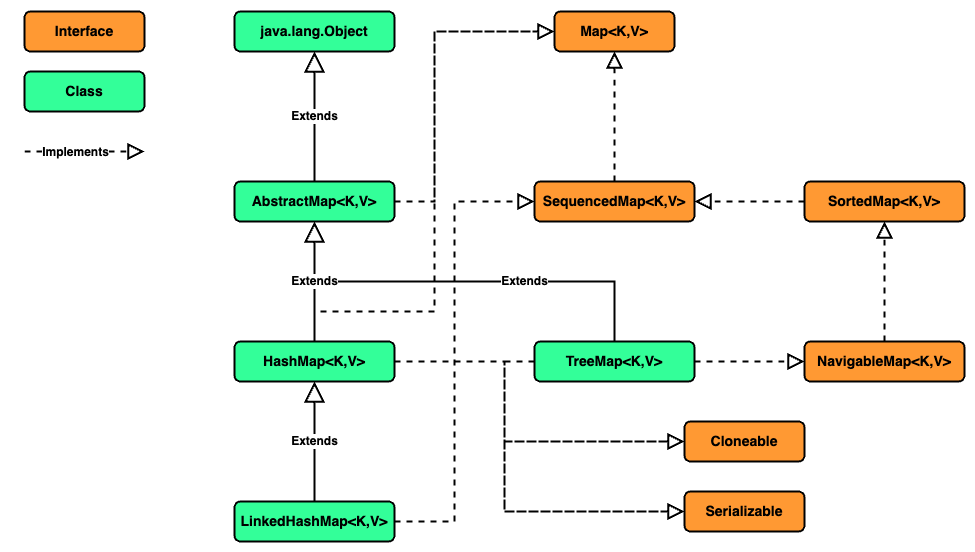 Interface
java.lang.Object
Map<K,V>
Class
Extends
Implements
AbstractMap<K,V>
SequencedMap<K,V>
SortedMap<K,V>
Extends
Extends
HashMap<K,V>
TreeMap<K,V>
NavigableMap<K,V>
Extends
Cloneable
Serializable
LinkedHashMap<K,V>